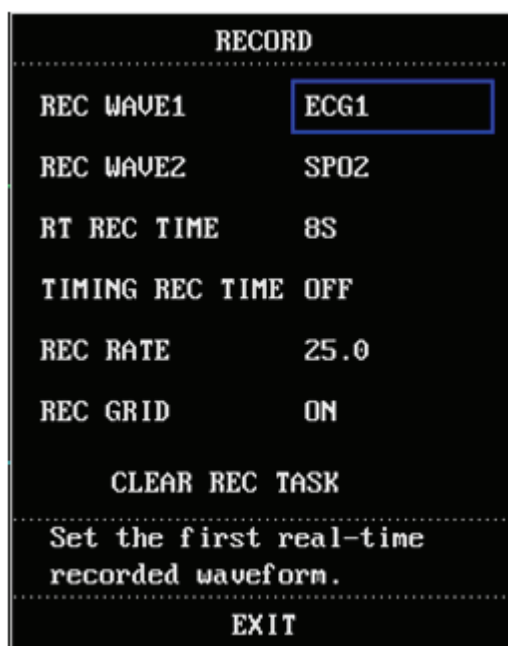 RECORD
REC WAVE1 ECG1
REC WAVE2 SPO2
RT REC TIME 8S
TIMING REC TIME OFF
REC RATE 25.0
REC GRID ON
CLEAR REC TASK
Set the first real-time
recorded waveform.
EXIT